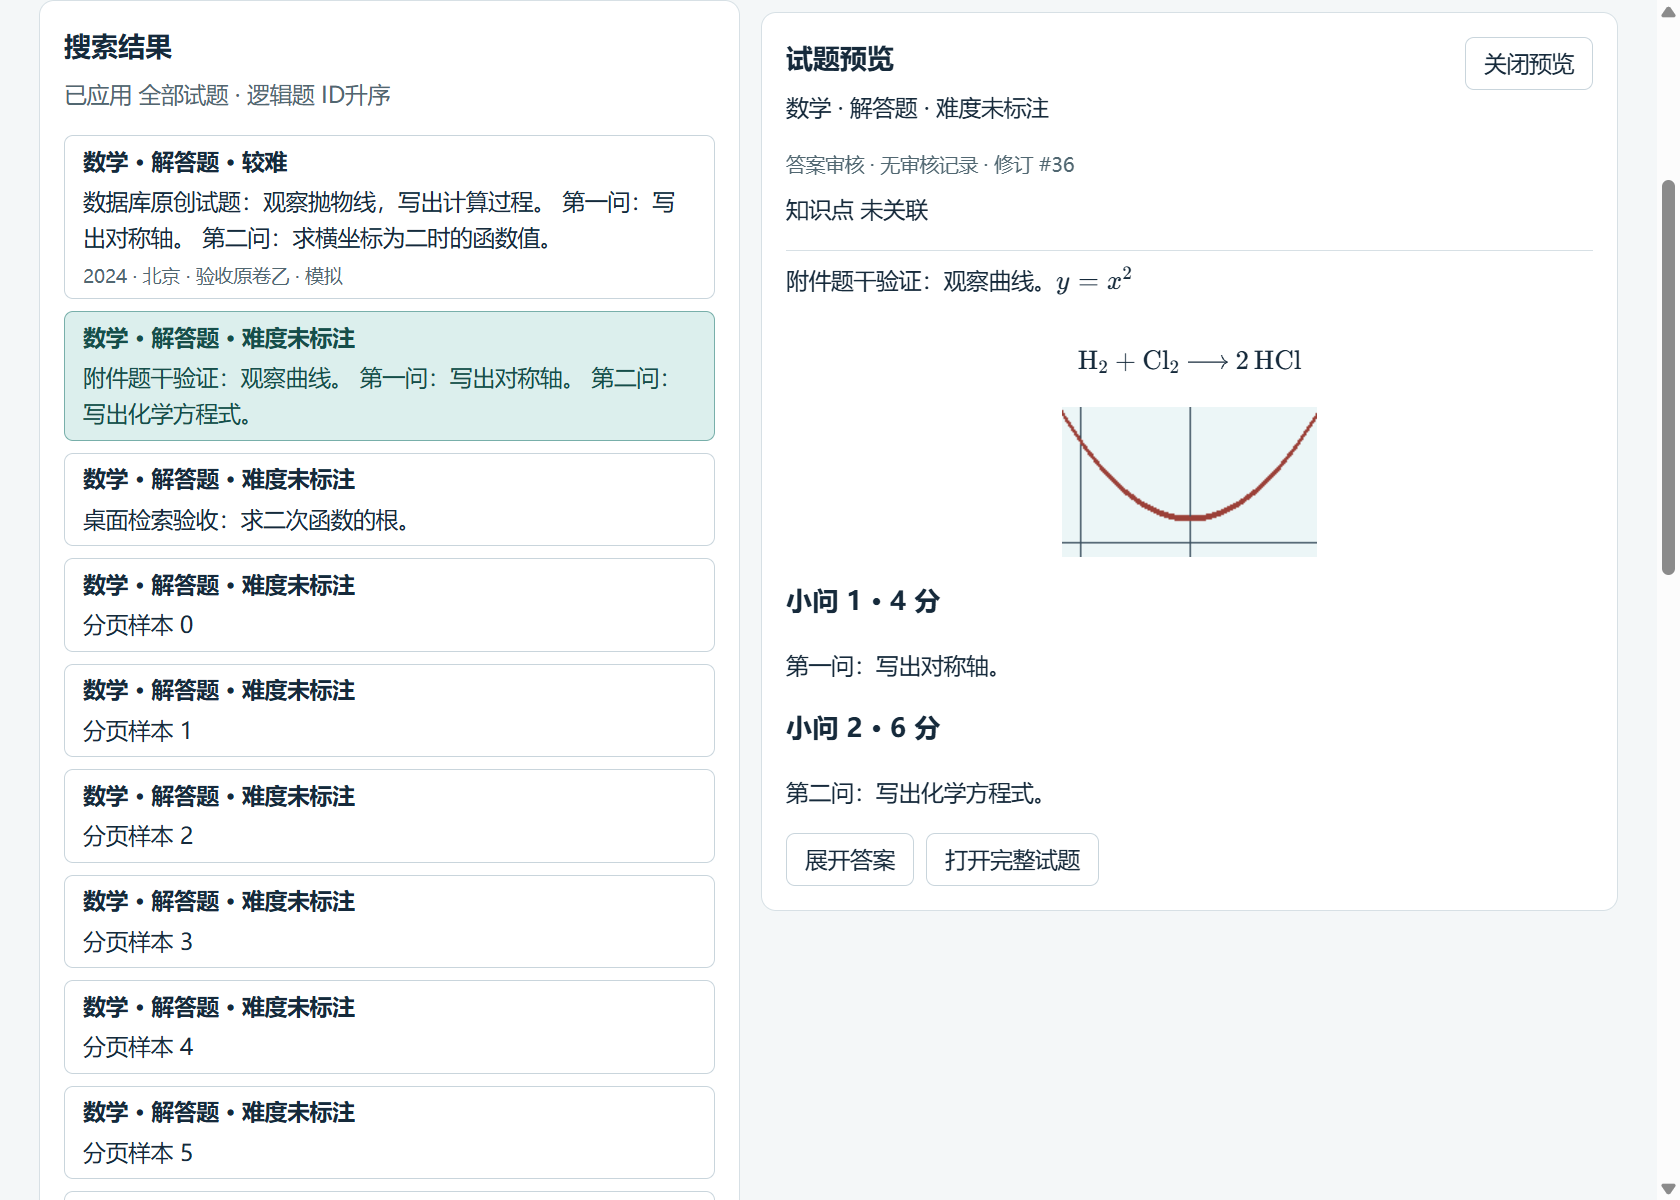 搜索结果
已应用 全部试题 · 逻辑题 ID升序
数学 • 解答题 • 较难
数据库原创试题：观察抛物线，写出计算过程。 第一问：写
出对称轴。 第二问：求横坐标为二时的函数值。
2024 · 北京 · 验收原卷乙 · 模拟
数学 • 解答题 • 难度未标注
附件题干验证：观察曲线。 第一问：写出对称轴。 第二问：
写出化学方程式。
数学 • 解答题 • 难度未标注
桌面检索验收：求二次函数的根。
数学 • 解答题 • 难度未标注
分页样本 0
数学 • 解答题 • 难度未标注
分页样本 1
数学 • 解答题 • 难度未标注
分页样本 2
数学 • 解答题 • 难度未标注
分页样本 3
数学 • 解答题 • 难度未标注
分页样本 4
数学 • 解答题 • 难度未标注
分页样本 5
试题预览
关闭预览
数学 · 解答题 · 难度未标注
答案审核 · 无审核记录 · 修订 #36
知识点 未关联
附件题干验证：观察曲线。y = x²
H₂ + Cl₂ ⟶ 2 HCl
小问 1 • 4 分
第一问：写出对称轴。
小问 2 • 6 分
第二问：写出化学方程式。
展开答案
打开完整试题